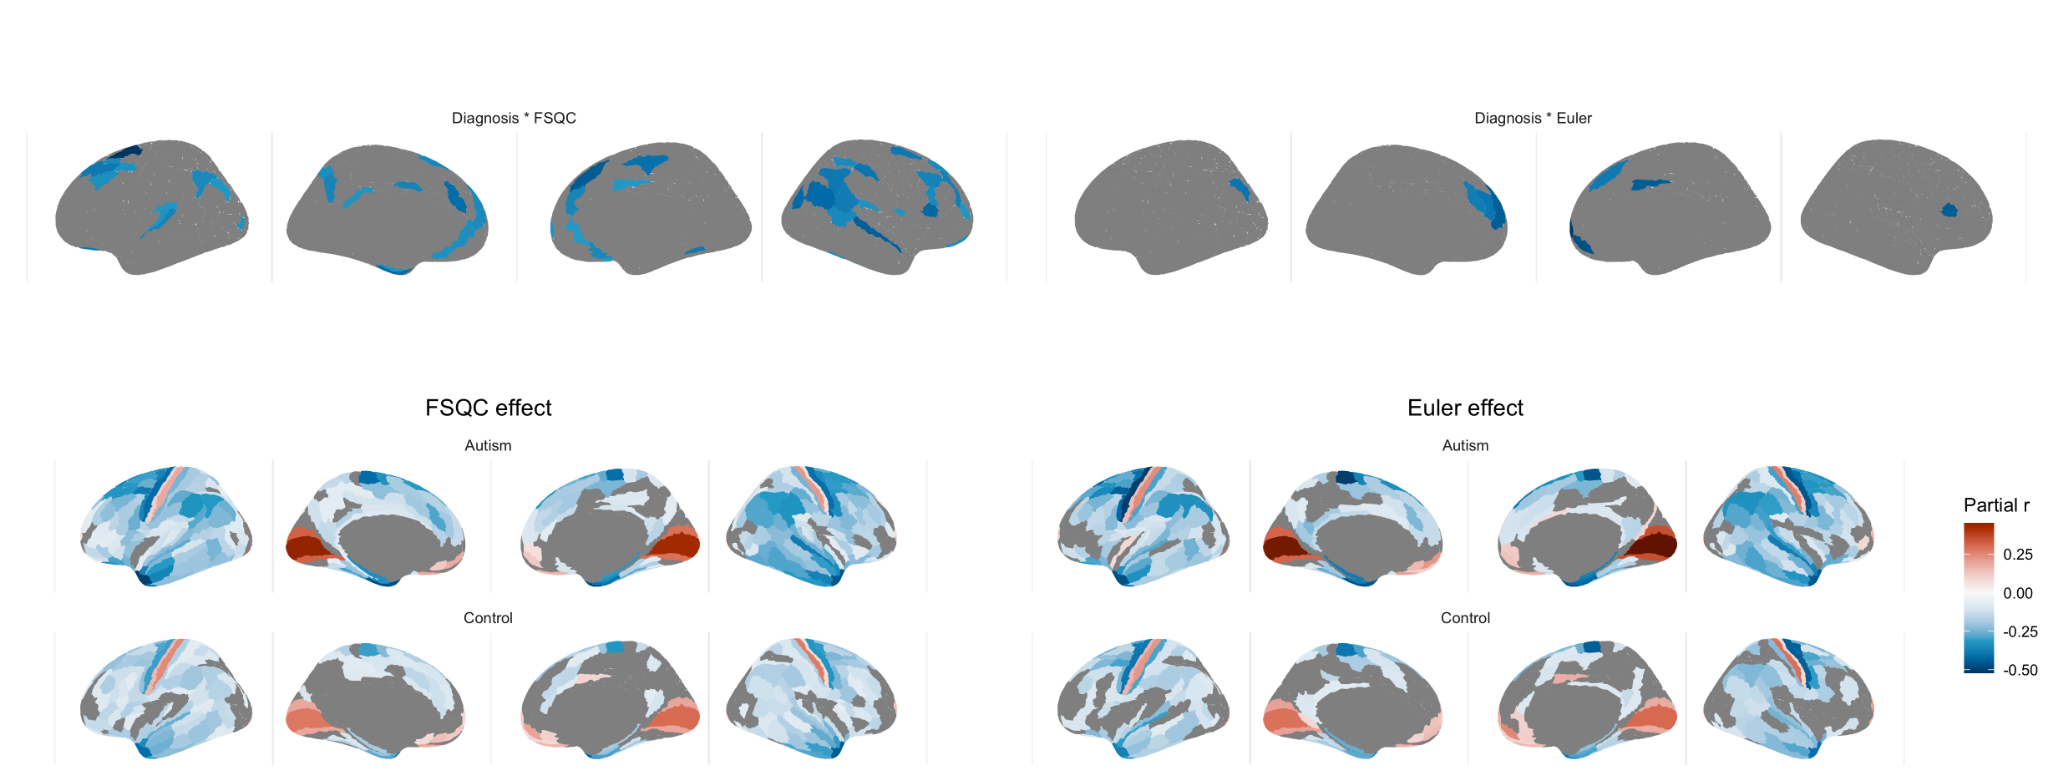 Diagnosis * FSQC
Diagnosis * Euler
FSQC effect
Euler effect
Autism
Autism
Control
Control
Partial r
0.25
0.00
-0.25
-0.50